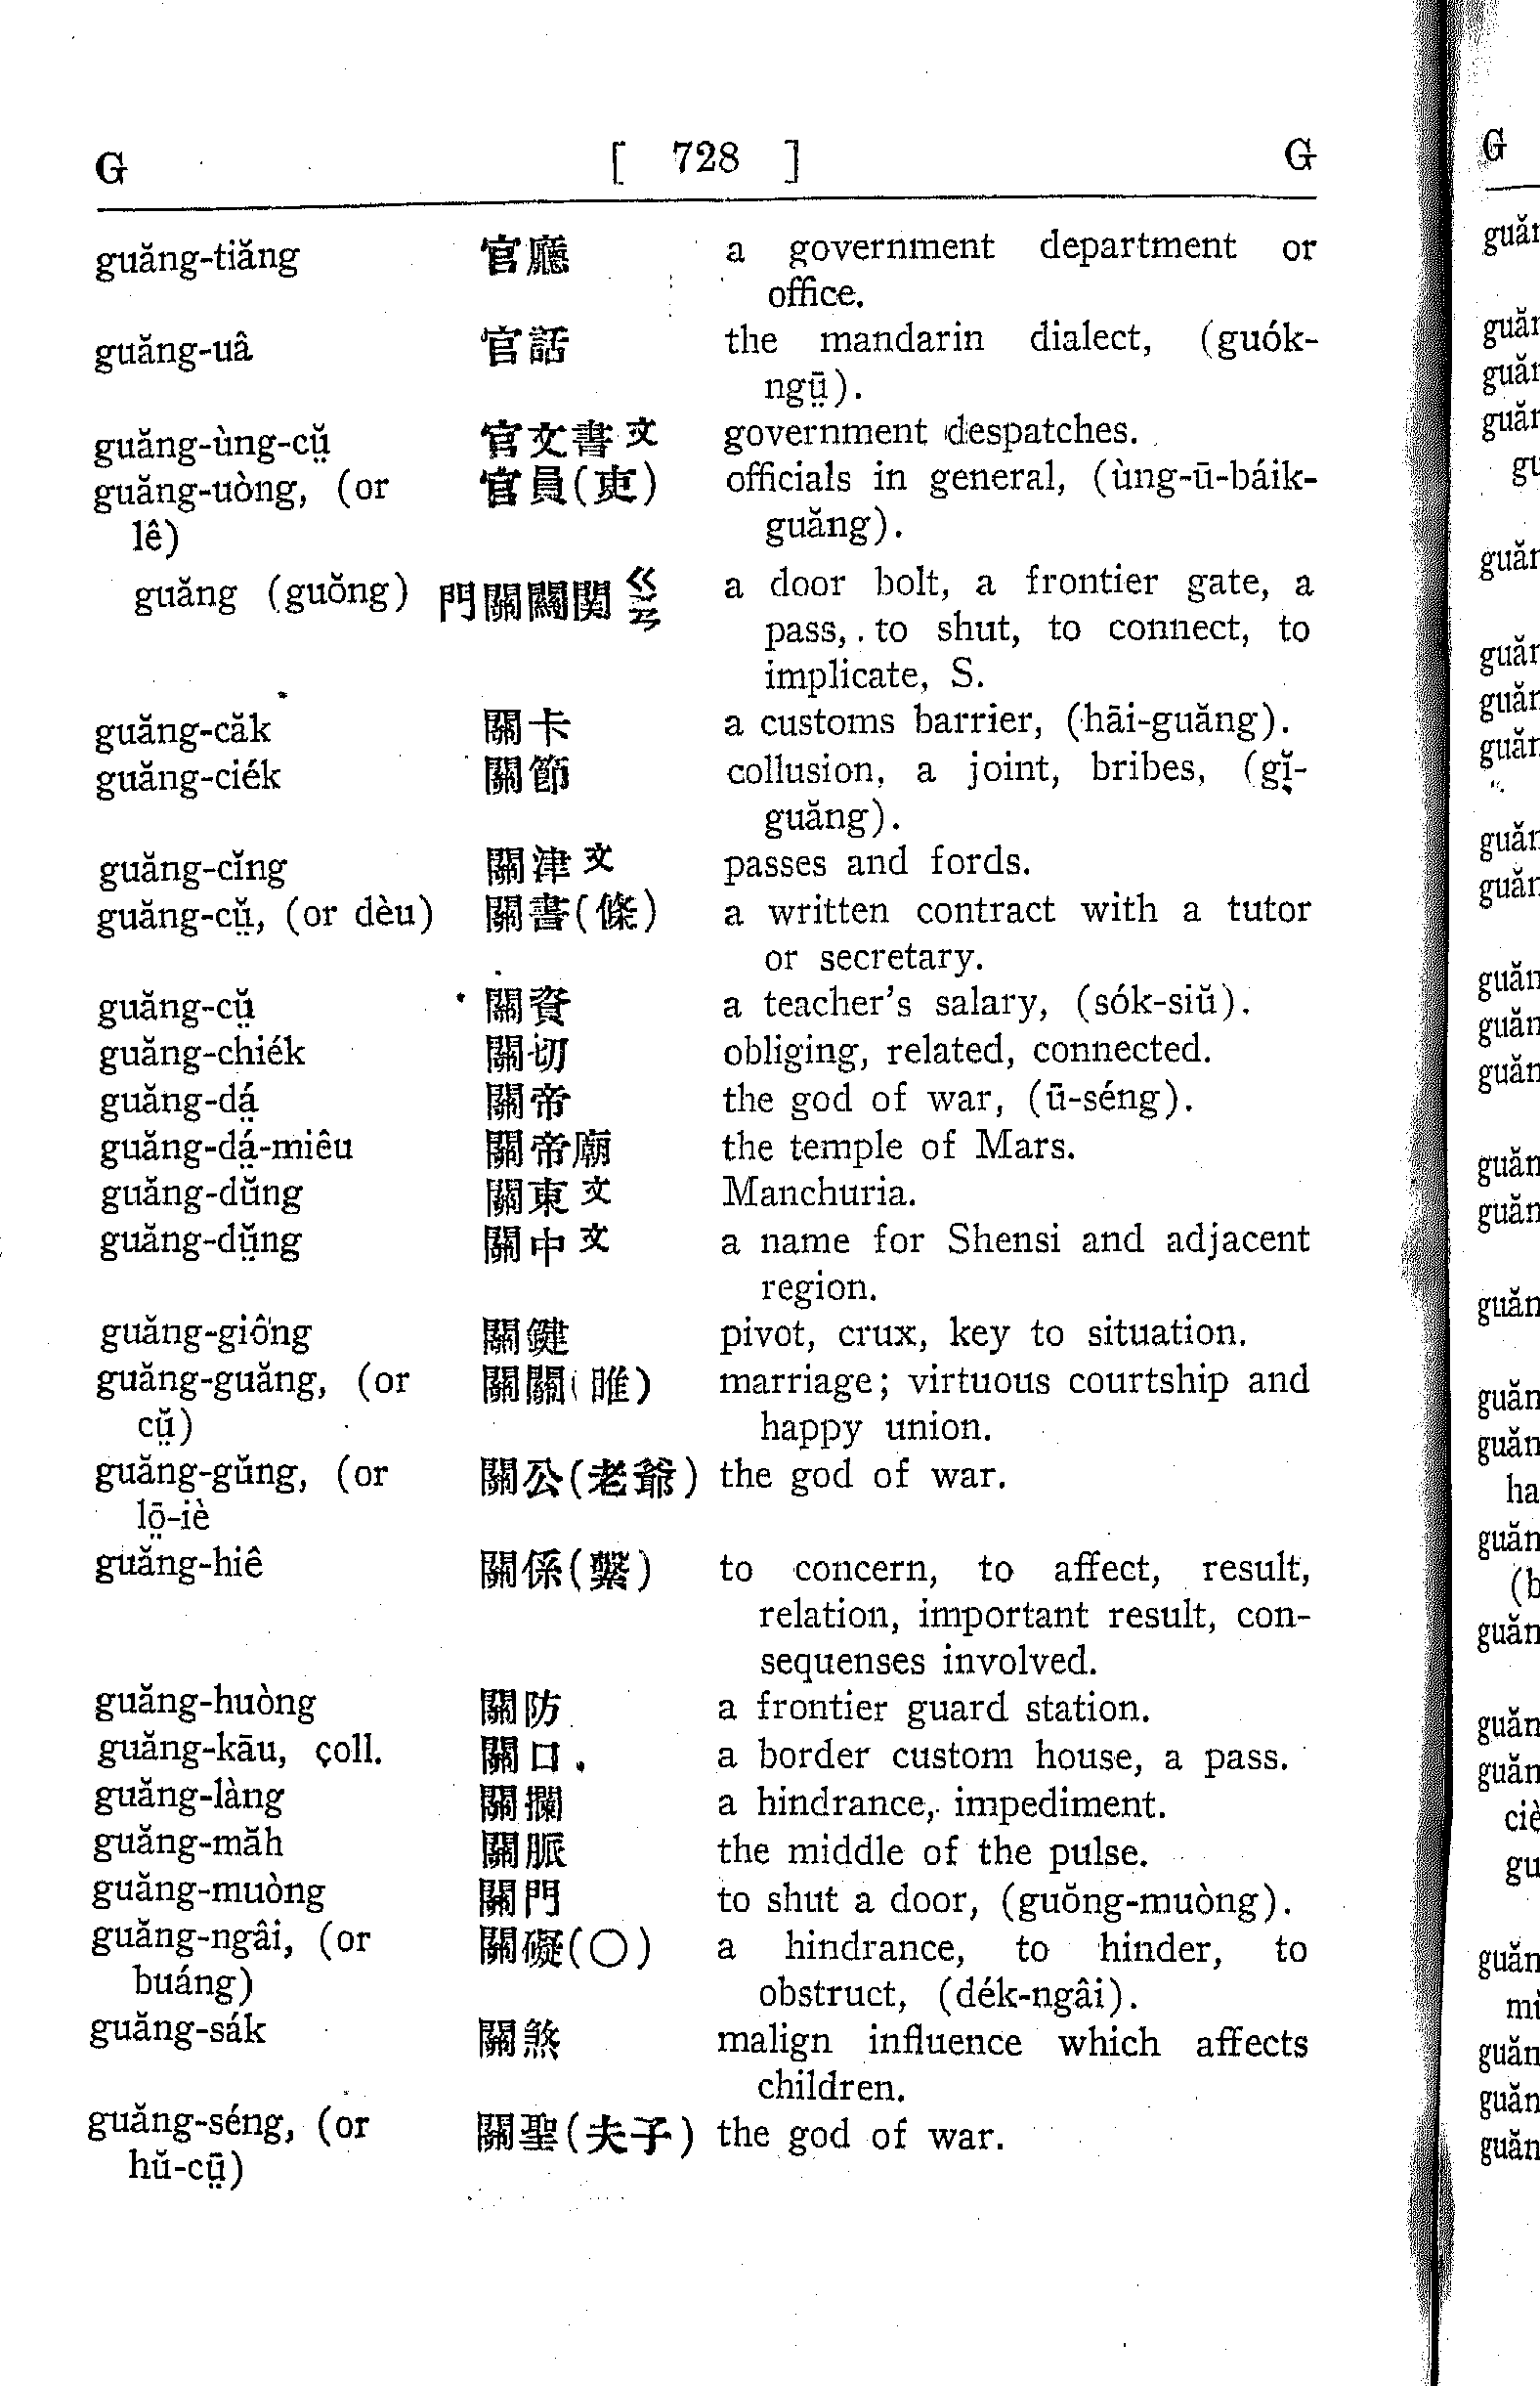 G [ 728 ] G
guăng-tiăng 官廳 a government department or
office.
guăng-uâ 官話 the mandarin dialect, (guók-
ngṳ̄).
guăng-ùng-cṳ̆ 官文書文 government despatches.
guăng-uòng, (or 官員(吏) officials in general, (ùng-ū-báik-
lê) guăng).
guăng (guŏng) 門關闗関ㄍㄍㄢ a door bolt, a frontier gate, a
pass, to shut, to connect, to
implicate, S.
guăng-căk 關卡 a customs barrier, (hāi-guăng).
guăng-ciék 關節 collusion, a joint, bribes, (gĭ-
guăng).
guăng-cĭng 關津文 passes and fords.
guăng-cṳ̆, (or dèu) 關書(條) a written contract with a tutor
or secretary.
guăng-cṳ̆ 關資 a teacher's salary, (sók-siŭ).
guăng-chiék 關切 obliging, related, connected.
guăng-dá̤ 關帝 the god of war, (ū-séng).
guăng-dá̤-miêu 關帝廟 the temple of Mars.
guăng-dŭng 關東文 Manchuria.
guăng-dṳ̆ng 關中文 a name for Shensi and adjacent
region.
guăng-giông 關鍵 pivot, crux, key to situation.
guăng-guăng, (or 關關(雎) marriage; virtuous courtship and
cṳ̆) happy union.
guăng-gŭng, (or 關公(老爺) the god of war.
lō̤-iè
guăng-hiê 關係(繫) to concern, to affect, result,
relation, important result, con-
sequenses involved.
guăng-huòng 關防 a frontier guard station.
guăng-kāu, çoll. 關口. a border custom house, a pass.
guăng-làng 關攔 a hindrance, impediment.
guăng-măh 關脈 the middle of the pulse.
guăng-muòng 關門 to shut a door, (guŏng-muòng).
guăng-ngâi, (or 關礙(〇) a hindrance, to hinder, to
buáng) obstruct, (dék-ngâi).
guăng-sák 關煞 malign influence which affects
children.
guăng-séng, (or 關聖(夫子) the god of war.
hŭ-cṳ̄)